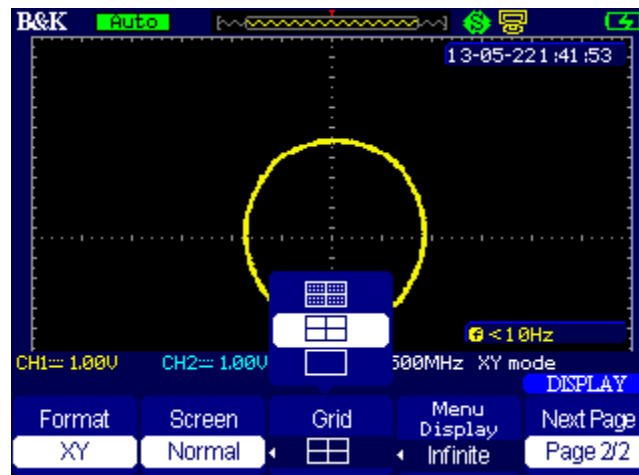 B&K Auto
13-05-22 1:41:53
f <10Hz
CH1 1.00V CH2 1.00V 500MHz XY mode
DISPLAY
Format Screen Grid Menu Display Next Page
XY Normal Infinite Page 2/2